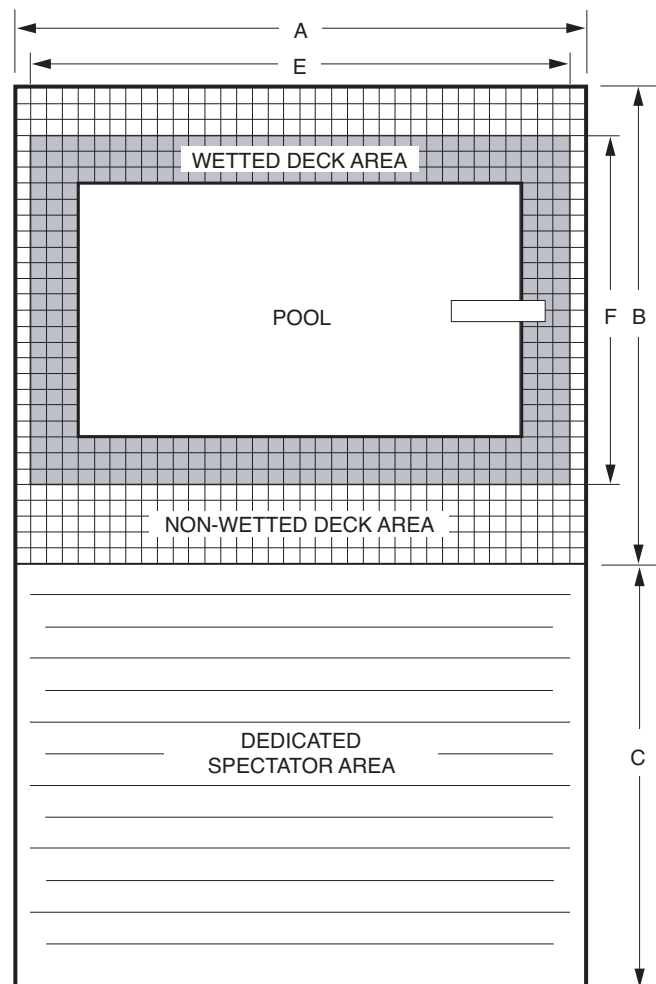 A
E
WETTED DECK AREA
POOL
F
B
NON-WETTED DECK AREA
DEDICATED
SPECTATOR AREA
C